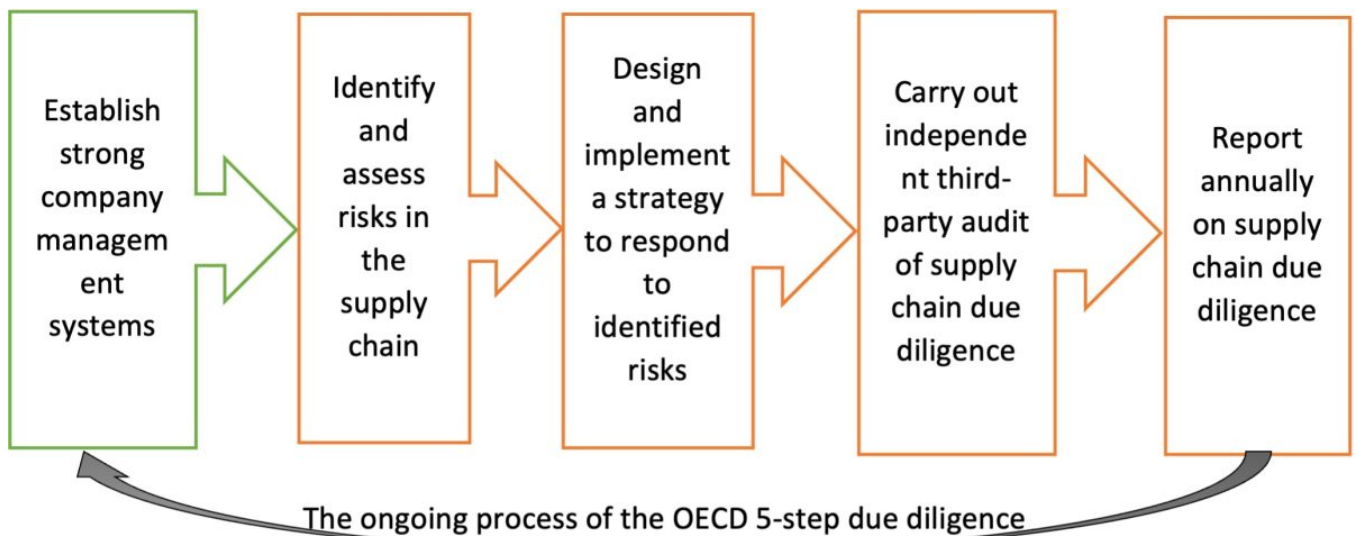 Establish
strong
company
managem
ent
systems
Identify
and
assess
risks in
the
supply
chain
Design
and
implement
a strategy
to respond
to
identified
risks
Carry out
independe
nt third-
party audit
of supply
chain due
diligence
Report
annually
on supply
chain due
diligence
The ongoing process of the OECD 5-step due diligence